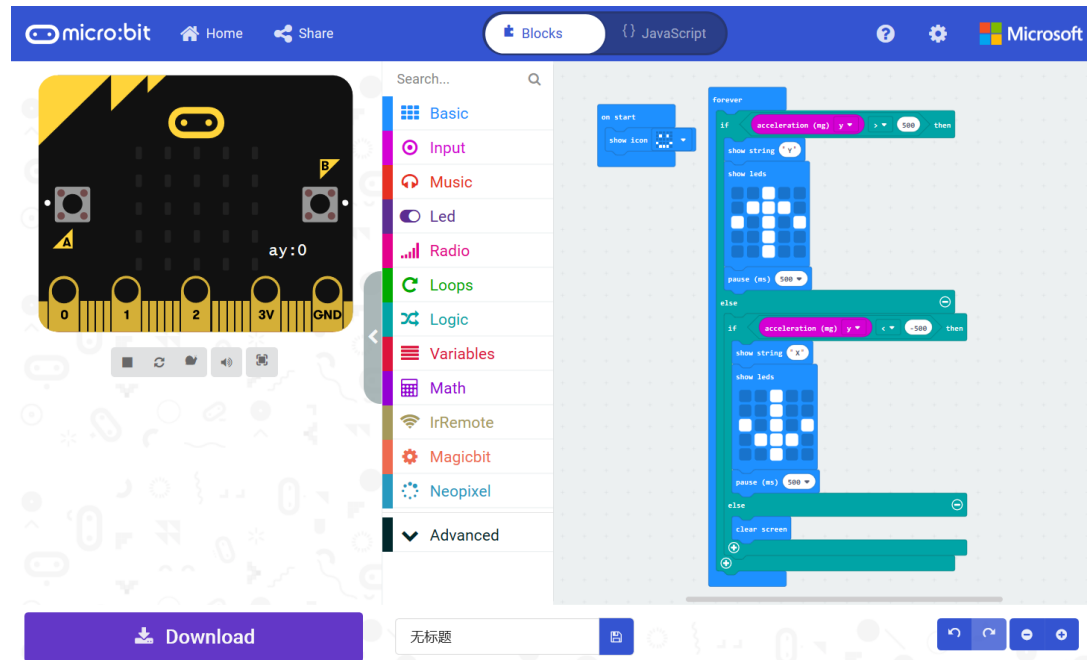 micro:bit Home Share Blocks {} JavaScript ? Microsoft
Search...
Basic
Input
Music
Led
Radio
Loops
Logic
Variables
Math
IrRemote
Magicbit
Neopixel
Advanced
B
A
ay:0
0 1 2 3V GND
on start
show icon
forever
if acceleration (mg) y > 500 then
show string "Y"
show leds
pause (ms) 500
else
if acceleration (mg) y < -500 then
show string "X"
show leds
pause (ms) 500
else
clear screen
Download
无标题